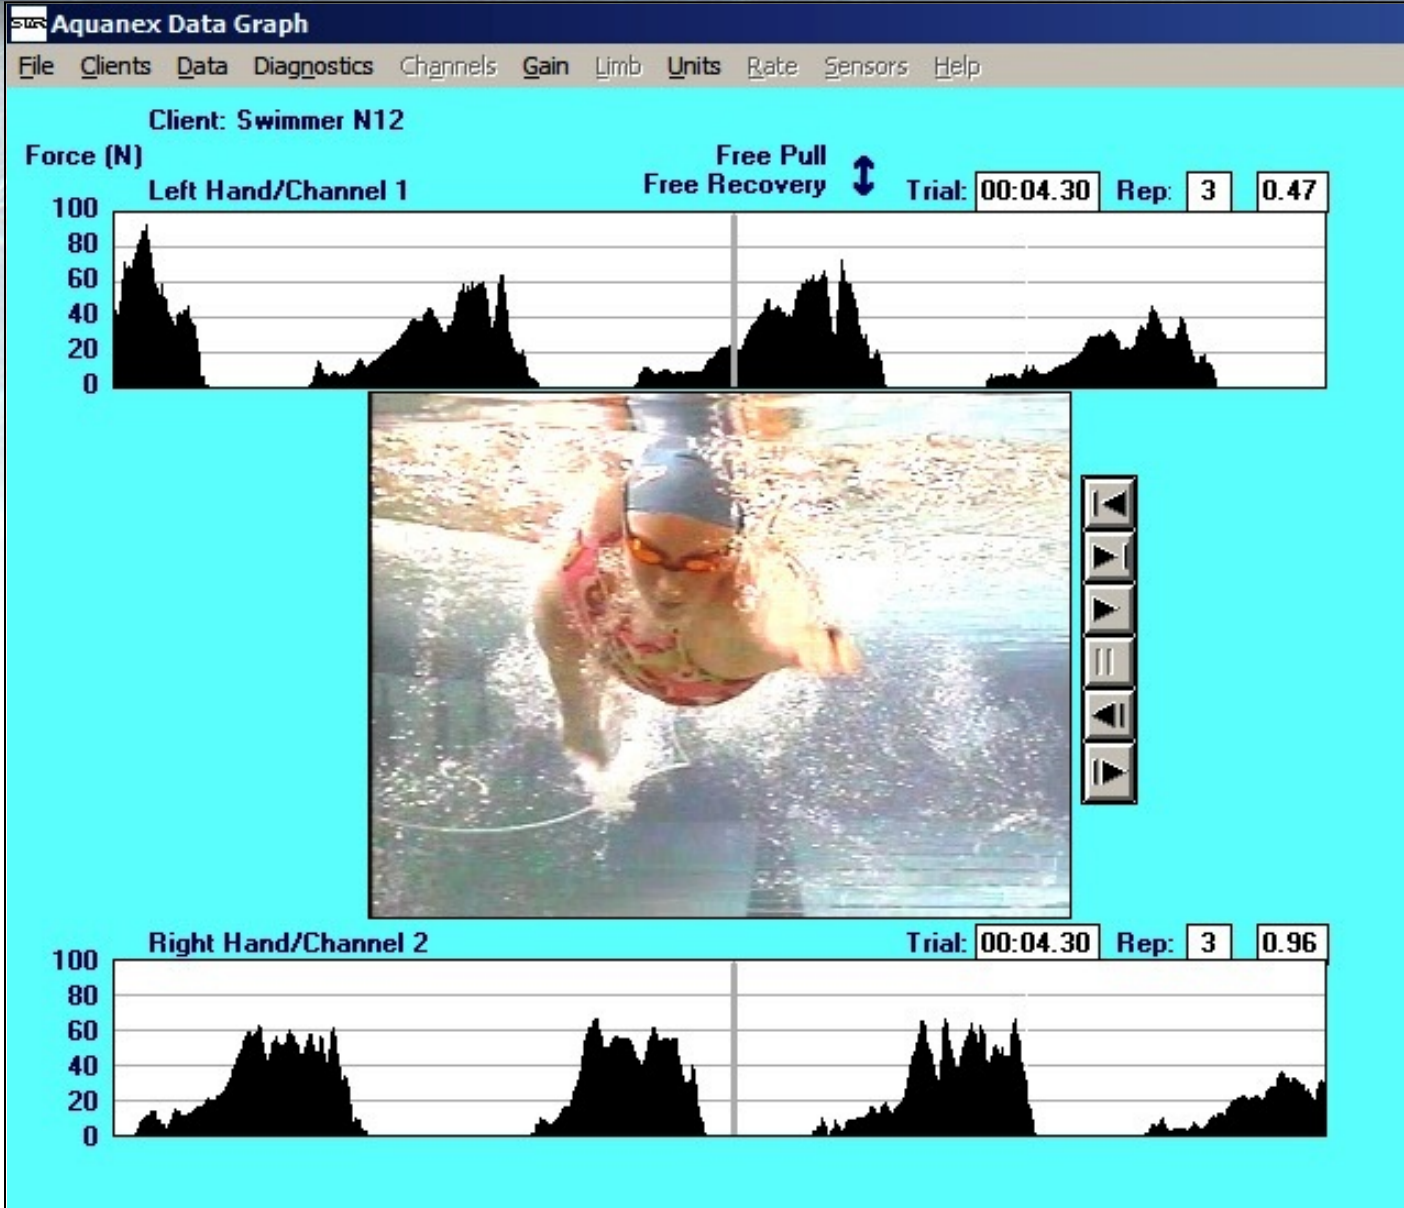 STAR Aquanex Data Graph
File Clients Data Diagnostics Channels Gain Limb Units Rate Sensors Help
Client: Swimmer N12
Force (N)
Free Pull
Free Recovery
Left Hand/Channel 1
Trial: 00:04.30 Rep: 3 0.47
100
80
60
40
20
0
Right Hand/Channel 2
Trial: 00:04.30 Rep: 3 0.96
100
80
60
40
20
0